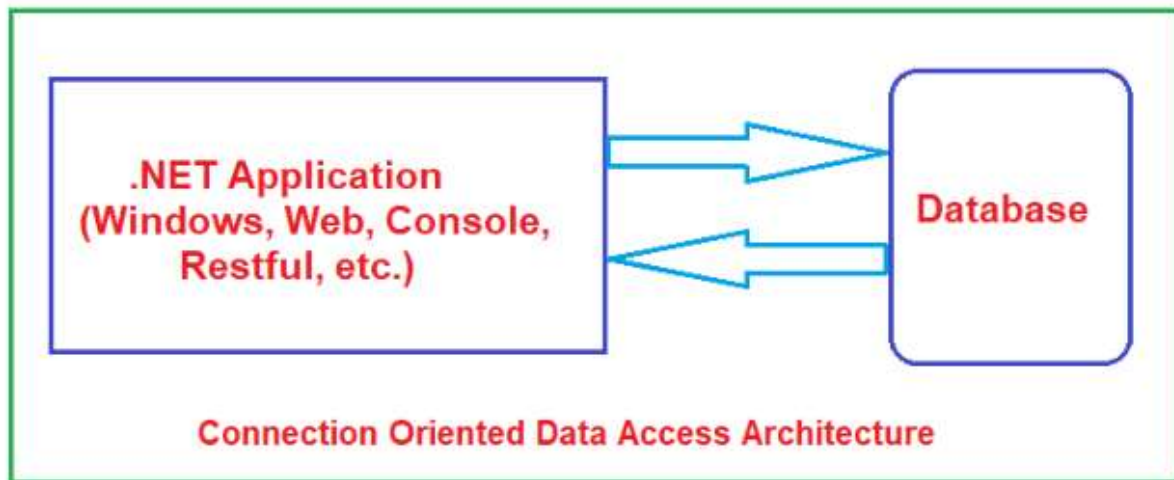 .NET Application
(Windows, Web, Console,
Restful, etc.)
Database
Connection Oriented Data Access Architecture